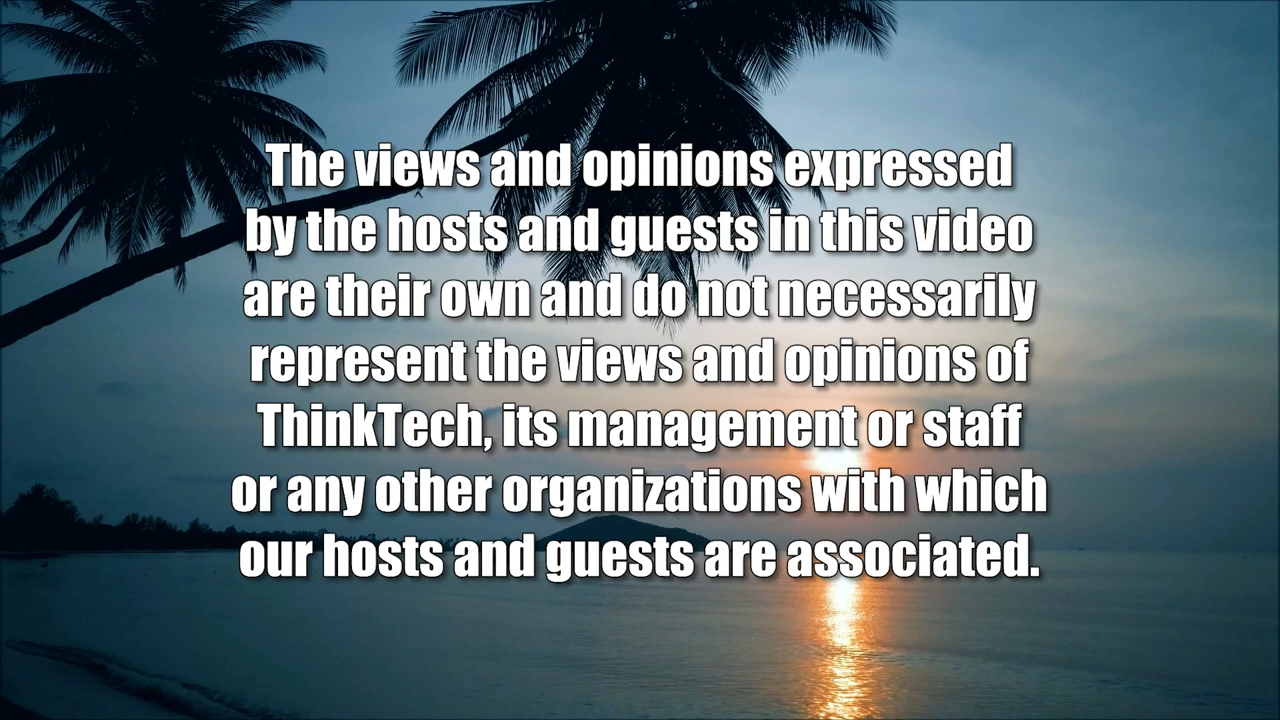 The views and opinions expressed
by the hosts and guests in this video
are their own and do not necessarily
represent the views and opinions of
ThinkTech, its management or staff
or any other organizations with which
our hosts and guests are associated.